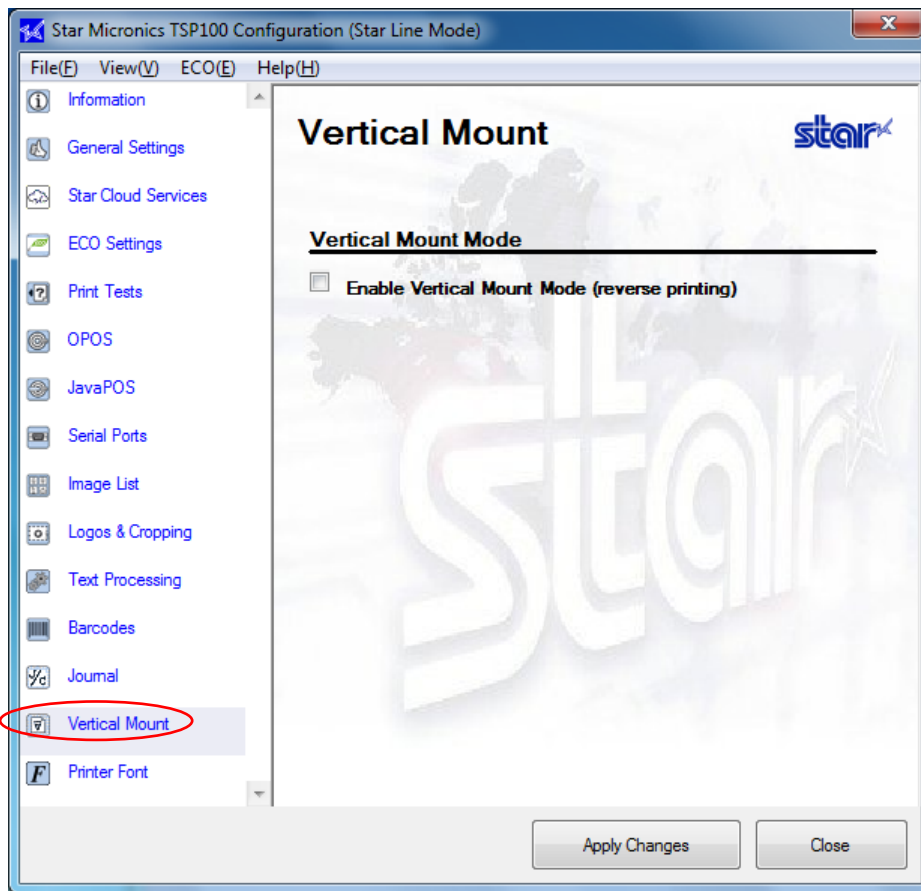 Star Micronics TSP100 Configuration (Star Line Mode)
File(F) View(V) ECO(E) Help(H)
Information
General Settings
Star Cloud Services
ECO Settings
Print Tests
OPOS
JavaPOS
Serial Ports
Image List
Logos & Cropping
Text Processing
Barcodes
Journal
Vertical Mount
Printer Font
Vertical Mount
star
Vertical Mount Mode
Enable Vertical Mount Mode (reverse printing)
star
Apply Changes
Close